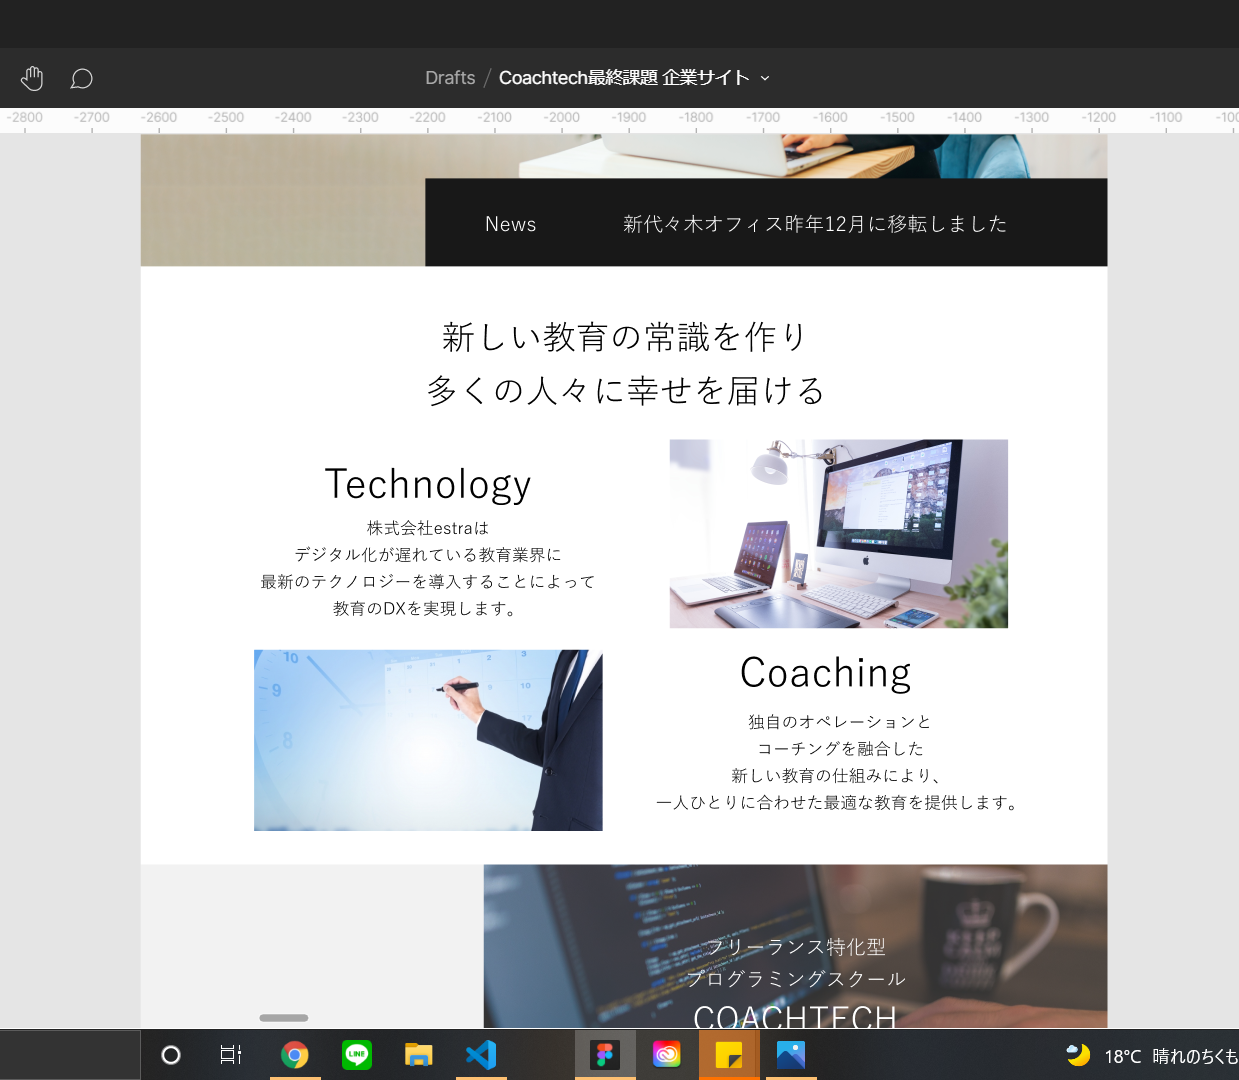 Drafts / Coachtech最終課題 企業サイト
-2800 -2700 -2600 -2500 -2400 -2300 -2200 -2100 -2000 -1900 -1800 -1700 -1600 -1500 -1400 -1300 -1200 -1100 -100
News 新代々木オフィス昨年12月に移転しました
新しい教育の常識を作り
多くの人々に幸せを届ける
Technology
株式会社estraは
デジタル化が遅れている教育業界に
最新のテクノロジーを導入することによって
教育のDXを実現します。
10
9
8
1 2 3
10
17
Coaching
独自のオペレーションと
コーチングを融合した
新しい教育の仕組みにより、
一人ひとりに合わせた最適な教育を提供します。
フリーランス特化型
プログラミングスクール
COACHTECH
KEEP
CALM
LINE
18°C 晴れのちくも